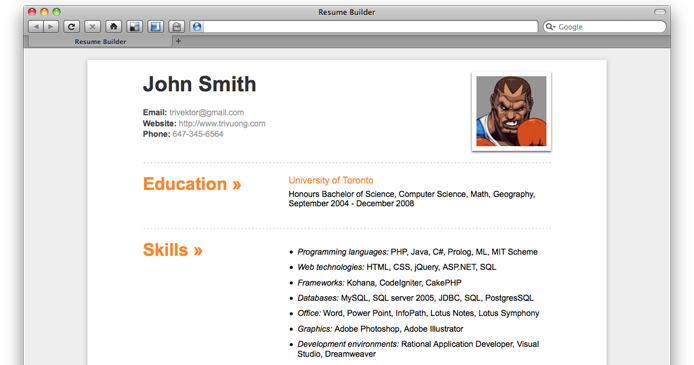 Resume Builder
Google
Resume Builder
John Smith
Email: trivektor@gmail.com
Website: http://www.trivuong.com
Phone: 647-345-6564
Education »
University of Toronto
Honours Bachelor of Science, Computer Science, Math, Geography,
September 2004 - December 2008
Skills »
• Programming languages: PHP, Java, C#, Prolog, ML, MIT Scheme
• Web technologies: HTML, CSS, jQuery, ASP.NET, SQL
• Frameworks: Kohana, CodeIgniter, CakePHP
• Databases: MySQL, SQL server 2005, JDBC, SQL, PostgresSQL
• Office: Word, Power Point, InfoPath, Lotus Notes, Lotus Symphony
• Graphics: Adobe Photoshop, Adobe Illustrator
• Development environments: Rational Application Developer, Visual
Studio, Dreamweaver